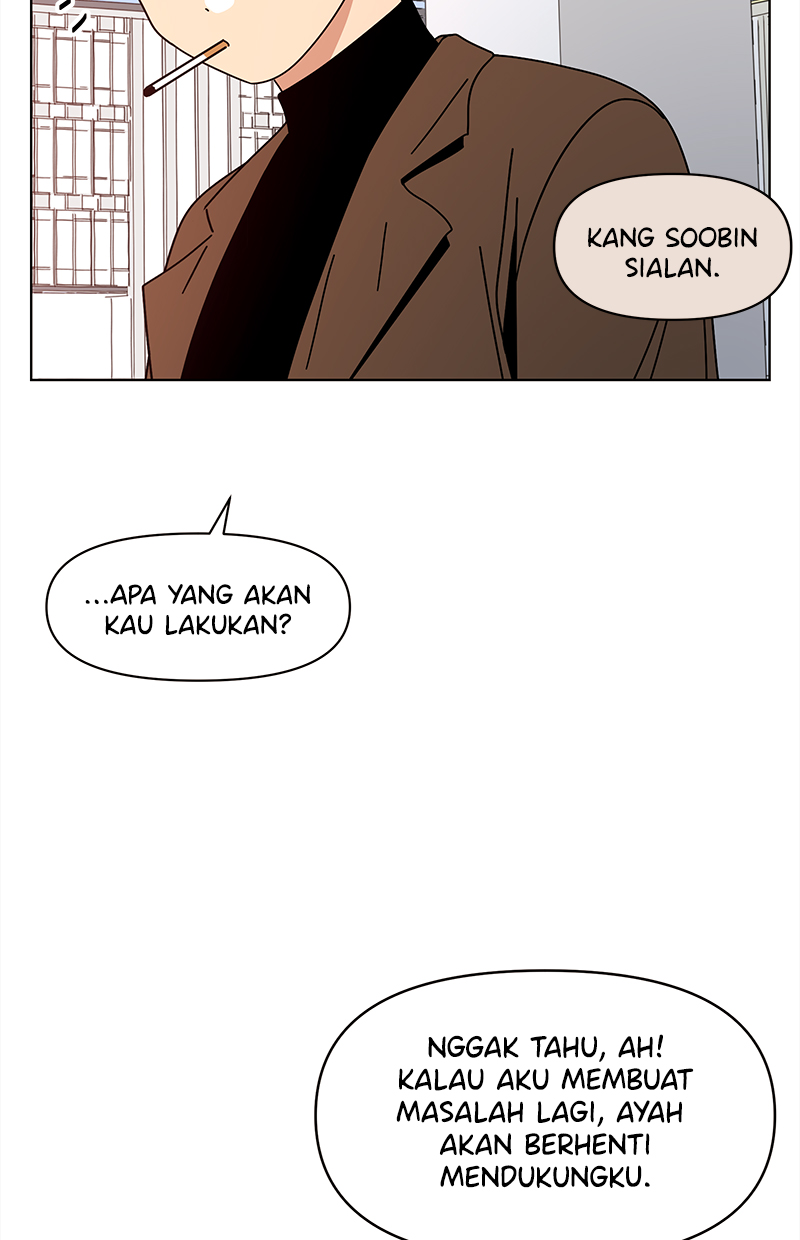 KANG SOOBIN
SIALAN.
...APA YANG AKAN
KAU LAKUKAN?
NGGAK TAHU, AH!
KALAU AKU MEMBUAT
MASALAH LAGI, AYAH
AKAN BERHENTI
MENDUKUNGKU.